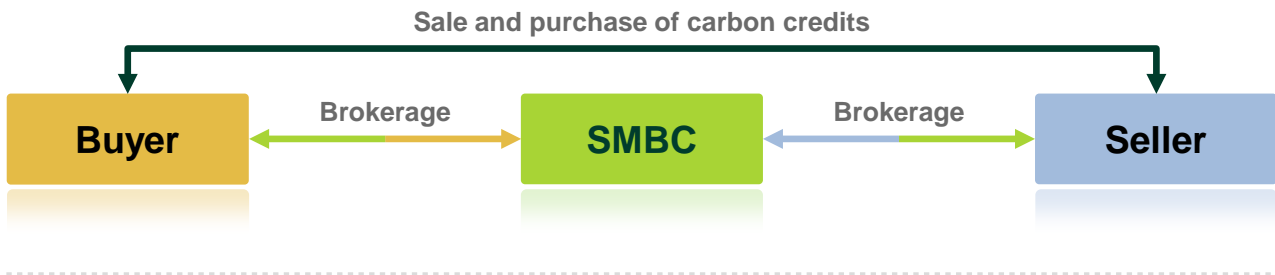 Sale and purchase of carbon credits
Brokerage
Brokerage
Buyer
SMBC
Seller